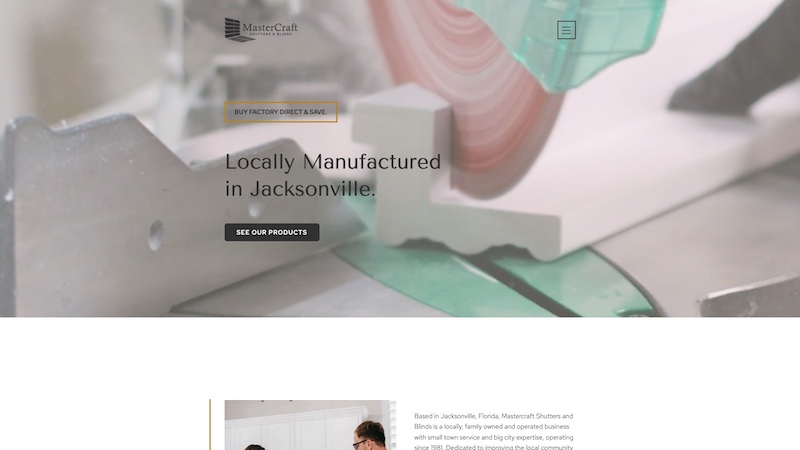 MasterCraft
SHUTTERS & BLINDS
BUY FACTORY DIRECT & SAVE.
Locally Manufactured
in Jacksonville.
SEE OUR PRODUCTS
Based in Jacksonville, Florida, Mastercraft Shutters and
Blinds is a locally, family owned and operated business
with small town service and big city expertise, operating
since 1981. Dedicated to improving the local community